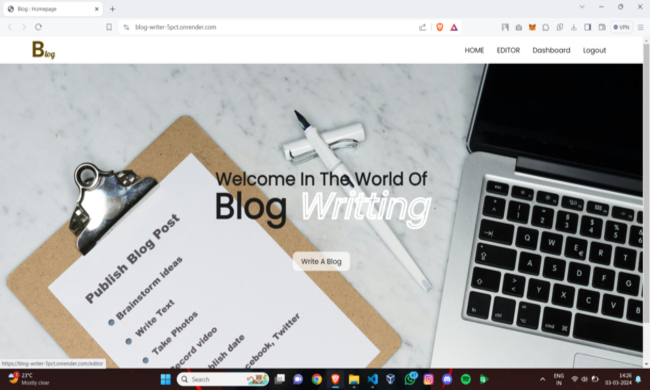 Blog : Homepage
blog-writer-5pct.onrender.com
VPN
Blog
HOME EDITOR Dashboard Logout
Welcome In The World Of
Blog Writting
Write A Blog
Publish Blog Post
Brainstorm ideas
Write Text
Take Photos
Record video
blish date
cebook, Twitter
https://blog-writer-5pct.onrender.com/editor
23°C
Mostly clear
Search
ENG
IN
14:26
03-03-2024